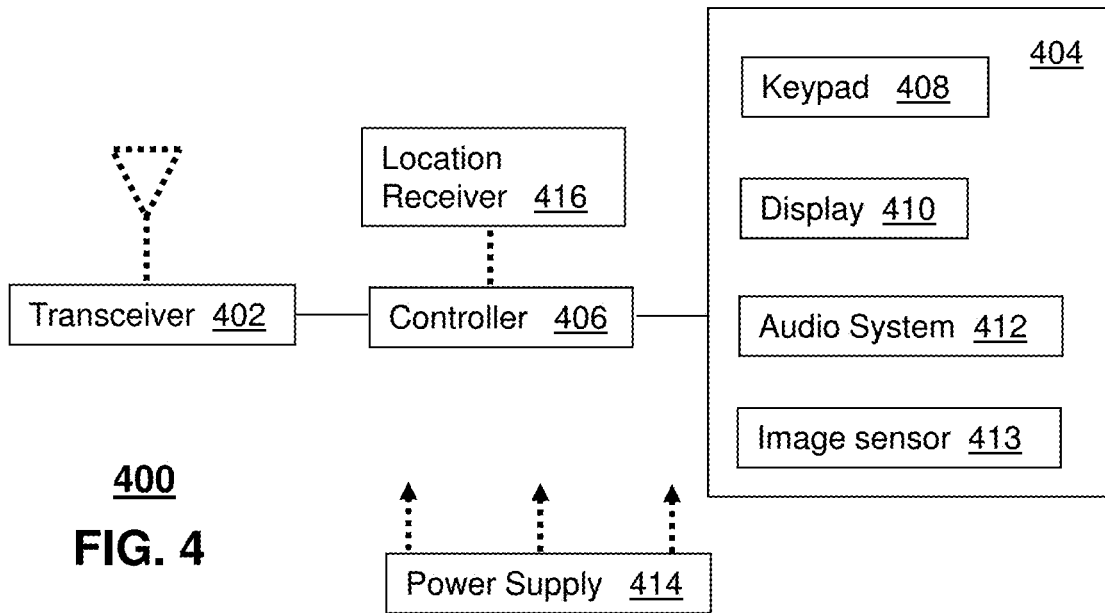 404
Keypad 408
Location
Receiver 416
Display 410
Transceiver 402
Controller 406
Audio System 412
Image sensor 413
400
FIG. 4
Power Supply 414